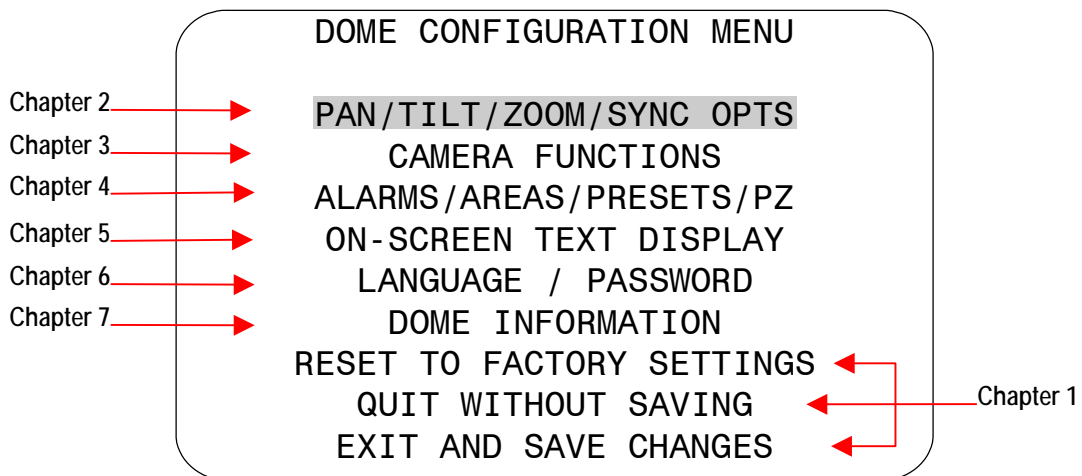 DOME CONFIGURATION MENU
Chapter 2
PAN/TILT/ZOOM/SYNC OPTS
Chapter 3
CAMERA FUNCTIONS
Chapter 4
ALARMS/AREAS/PRESETS/PZ
Chapter 5
ON-SCREEN TEXT DISPLAY
Chapter 6
LANGUAGE / PASSWORD
Chapter 7
DOME INFORMATION
RESET TO FACTORY SETTINGS
QUIT WITHOUT SAVING
Chapter 1
EXIT AND SAVE CHANGES